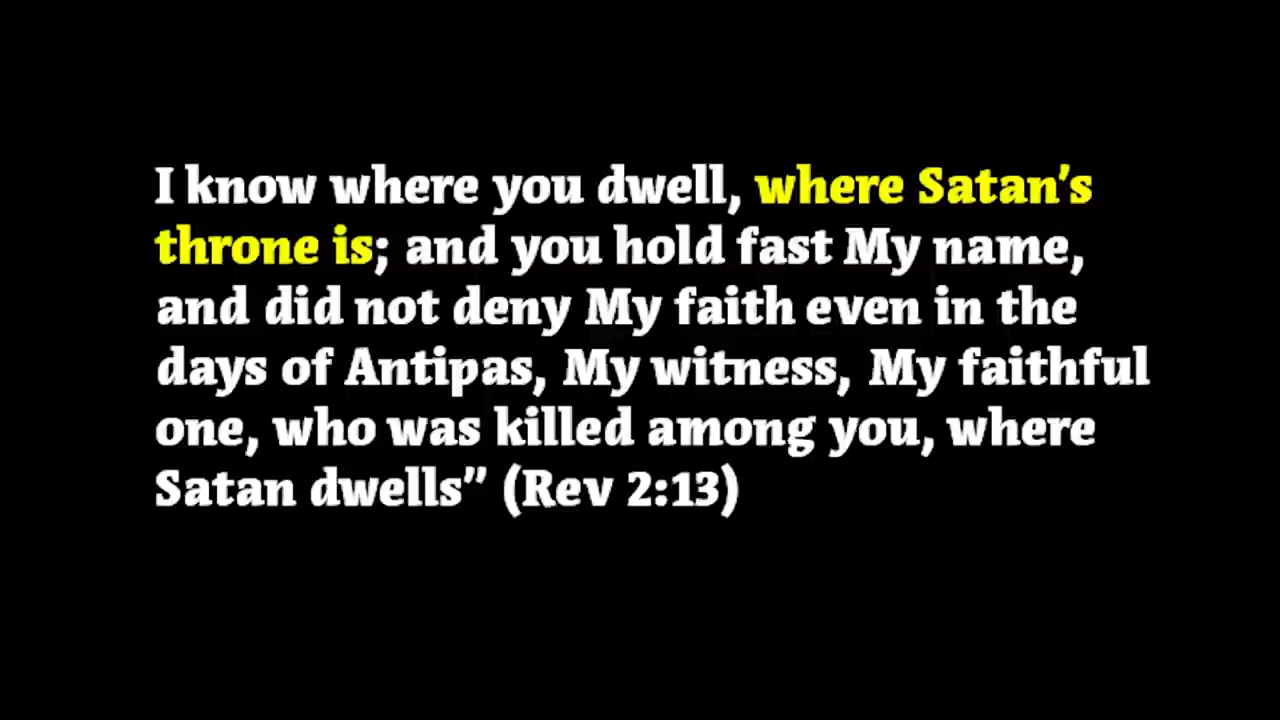 I know where you dwell, where Satan's
throne is; and you hold fast My name,
and did not deny My faith even in the
days of Antipas, My witness, My faithful
one, who was killed among you, where
Satan dwells” (Rev 2:13)